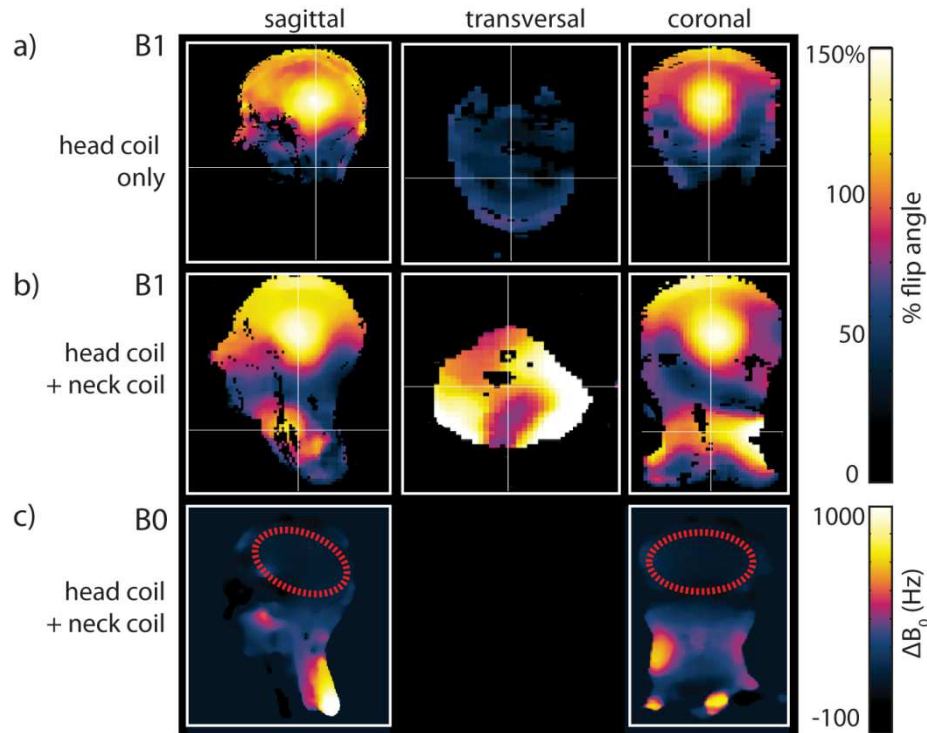 sagittal transversal coronal
a) B1
head coil
only
150%
100
50
0
% flip angle
b) B1
head coil
+ neck coil
c) B0
head coil
+ neck coil
1000
-100
ΔB₀ (Hz)